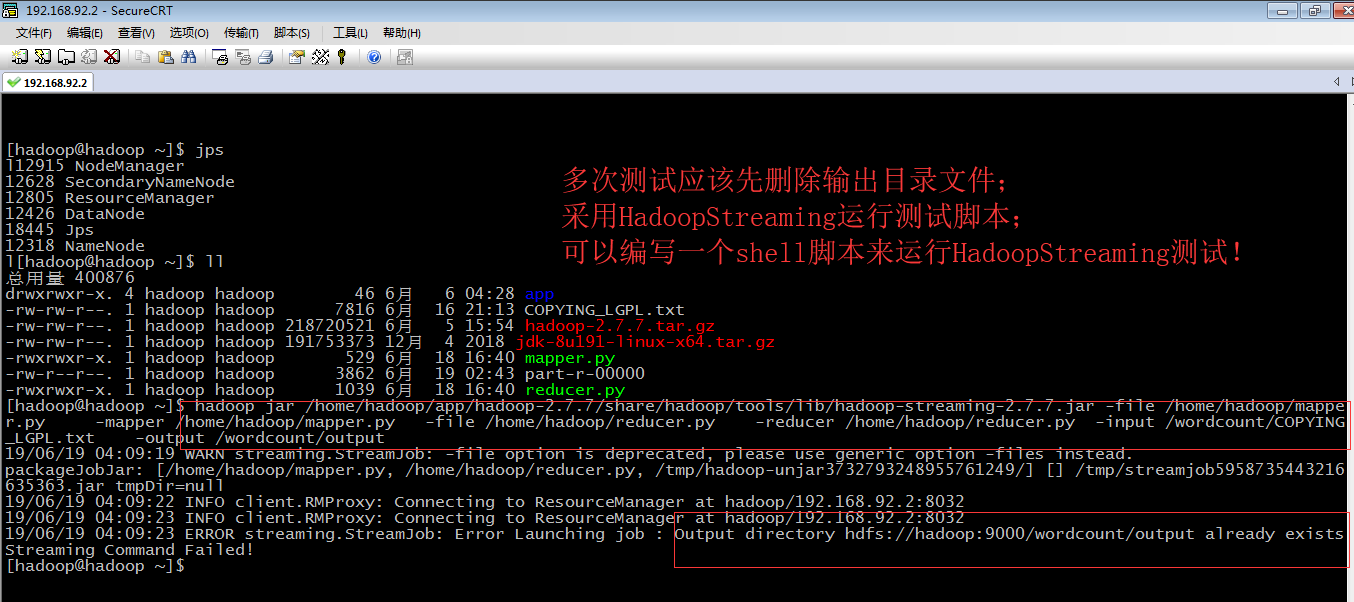 192.168.92.2 - SecureCRT
文件(F) 编辑(E) 查看(V) 选项(O) 传输(T) 脚本(S) 工具(L) 帮助(H)
192.168.92.2
[hadoop@hadoop ~]$ jps
l12915 NodeManager
12628 SecondaryNameNode
12805 ResourceManager
12426 DataNode
18445 Jps
12318 NameNode
多次测试应该先删除输出目录文件;
采用HadoopStreaming运行测试脚本;
可以编写一个shell脚本来运行HadoopStreaming测试!
l[hadoop@hadoop ~]$ ll
总用量 400876
drwxrwxr-x. 4 hadoop hadoop 46 6月 6 04:28 app
-rw-rw-r--. 1 hadoop hadoop 7816 6月 16 21:13 COPYING_LGPL.txt
-rw-rw-r--. 1 hadoop hadoop 218720521 6月 5 15:54 hadoop-2.7.7.tar.gz
-rw-rw-r--. 1 hadoop hadoop 191753373 12月 4 2018 jdk-8u191-linux-x64.tar.gz
-rwxrwxr-x. 1 hadoop hadoop 529 6月 18 16:40 mapper.py
-rw-r--r--. 1 hadoop hadoop 3862 6月 19 02:43 part-r-00000
-rwxrwxr-x. 1 hadoop hadoop 1039 6月 18 16:40 reducer.py
[hadoop@hadoop ~]$ hadoop jar /home/hadoop/app/hadoop-2.7.7/share/hadoop/tools/lib/hadoop-streaming-2.7.7.jar -file /home/hadoop/mappe
r.py -mapper /home/hadoop/mapper.py -file /home/hadoop/reducer.py -reducer /home/hadoop/reducer.py -input /wordcount/COPYING
_LGPL.txt -output /wordcount/output
19/06/19 04:09:19 WARN streaming.StreamJob: -file option is deprecated, please use generic option -files instead.
packageJobJar: [/home/hadoop/mapper.py, /home/hadoop/reducer.py, /tmp/hadoop-unjar3732793248955761249/] [] /tmp/streamjob5958735443216
635363.jar tmpDir=null
19/06/19 04:09:22 INFO client.RMProxy: Connecting to ResourceManager at hadoop/192.168.92.2:8032
19/06/19 04:09:23 INFO client.RMProxy: Connecting to ResourceManager at hadoop/192.168.92.2:8032
19/06/19 04:09:23 ERROR streaming.StreamJob: Error Launching job : Output directory hdfs://hadoop:9000/wordcount/output already exists
Streaming Command Failed!
[hadoop@hadoop ~]$